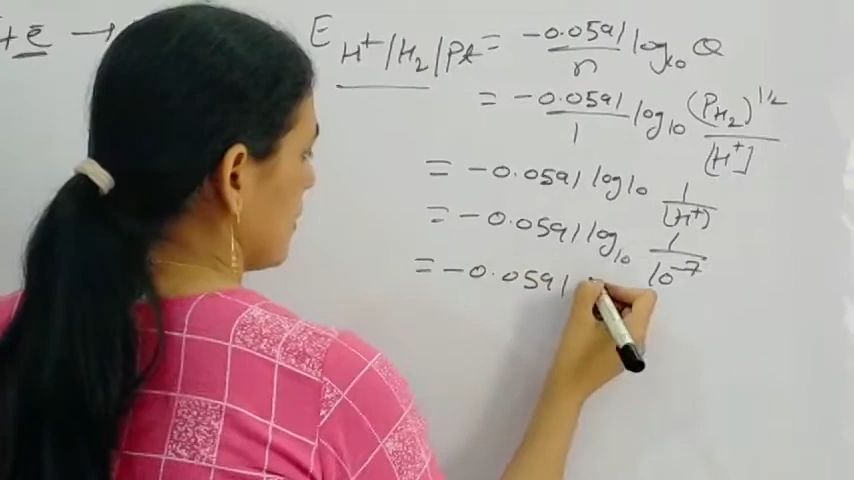 +ē → E H⁺/H₂/Pt = -0.0591/n log₁₀ Q
= -0.0591/1 log₁₀ (P_H₂)^1/2/[H⁺]
= -0.0591 log₁₀ 1/[H⁺]
= -0.0591 log₁₀ 1/10⁻⁷
= -0.0591